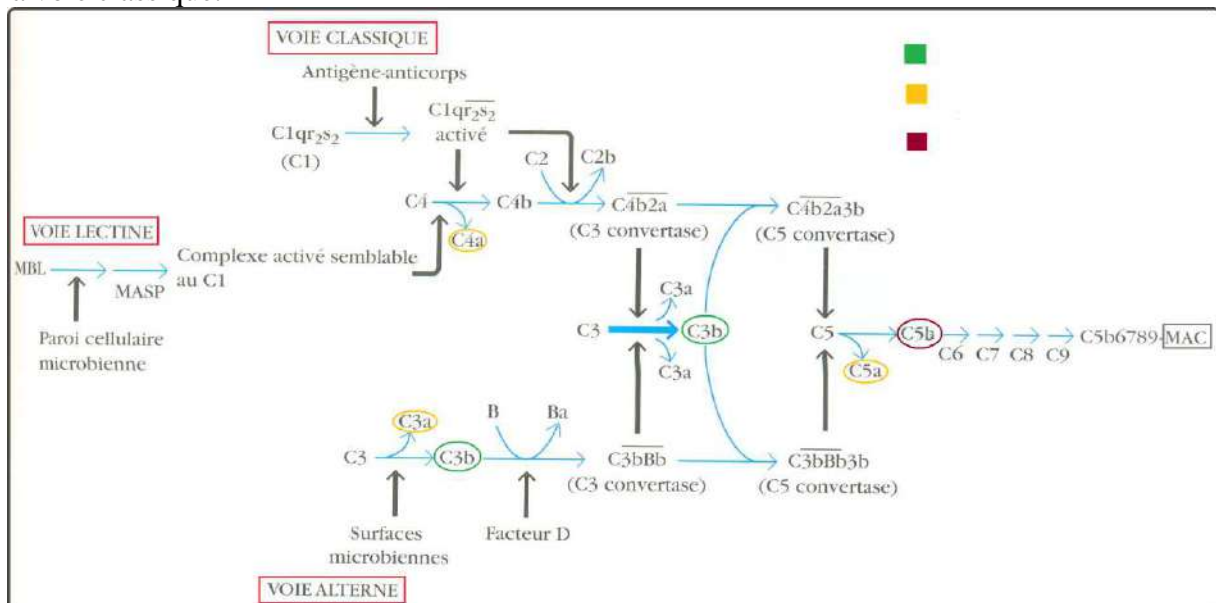 VOIE CLASSIQUE
Antigène-anticorps
C1qr2s2
(C1)
C1qr2s2
activé
C2
C2b
C4
C4b
C4b2a
(C3 convertase)
C4b2a3b
(C5 convertase)
C4a
VOIE LECTINE
MBL
MASP
Complexe activé semblable
au C1
Paroi cellulaire
microbienne
C3
C3a
C3b
C3a
C5
C5b
C5a
C6
C7
C8
C9
C5b6789-MAC
C3
C3a
C3b
B
Ba
C3bBb
(C3 convertase)
C3bBb3b
(C5 convertase)
Surfaces
microbiennes
Facteur D
VOIE ALTERNE